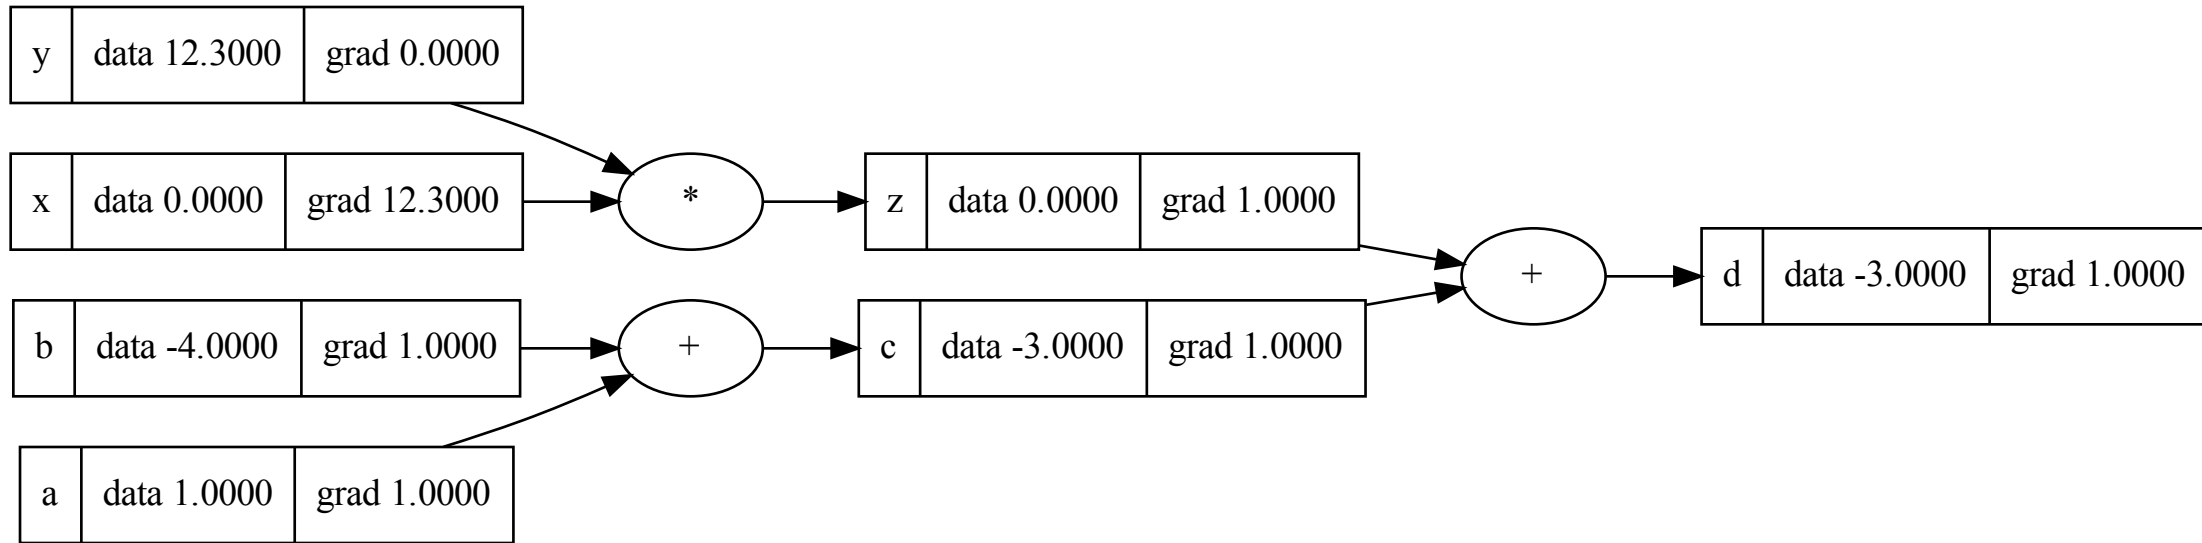 y data 12.3000 grad 0.0000
x data 0.0000 grad 12.3000 * z data 0.0000 grad 1.0000
+ d data -3.0000 grad 1.0000
b data -4.0000 grad 1.0000 + c data -3.0000 grad 1.0000
a data 1.0000 grad 1.0000